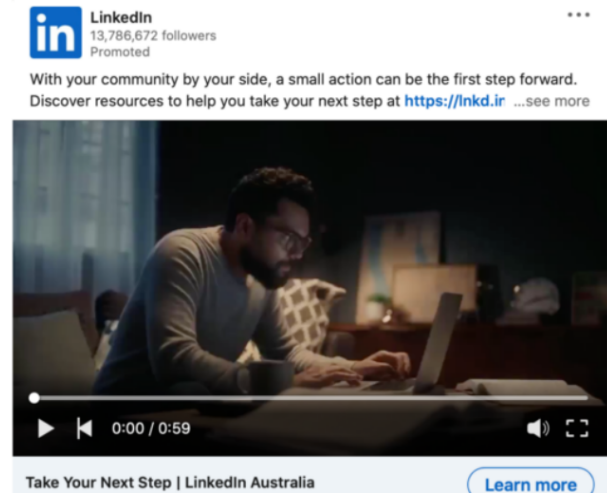 in
LinkedIn
13,786,672 followers
Promoted
With your community by your side, a small action can be the first step forward.
Discover resources to help you take your next step at https://lnkd.ir ...see more
0:00 / 0:59
Take Your Next Step | LinkedIn Australia
Learn more